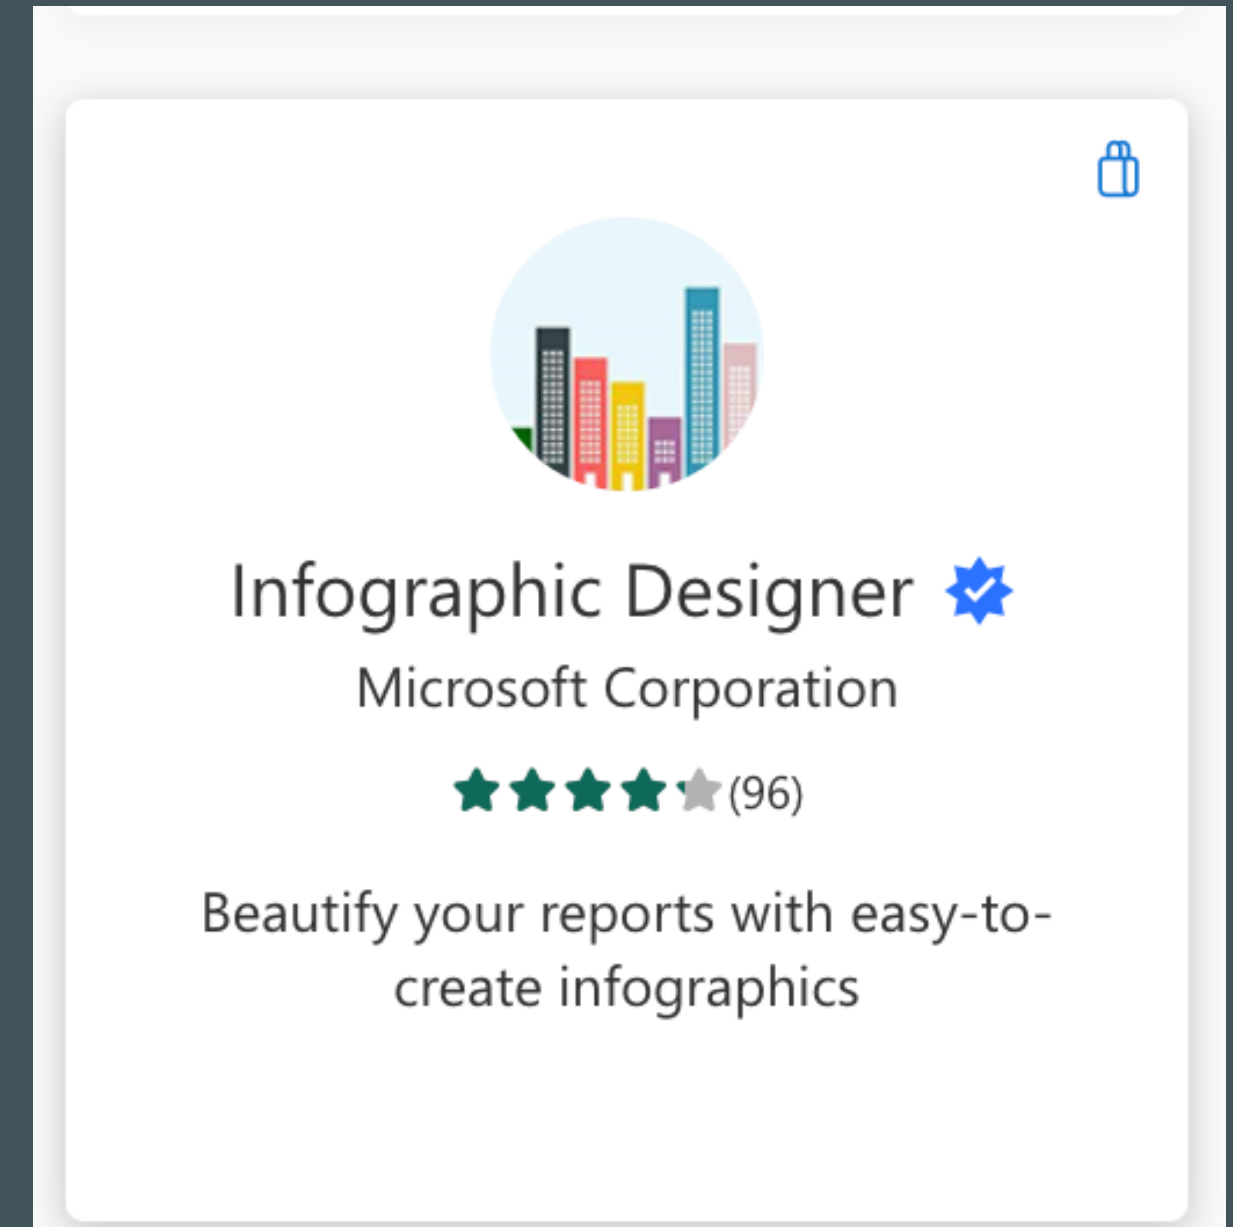 Infographic Designer
Microsoft Corporation
(96)
Beautify your reports with easy-to-
create infographics